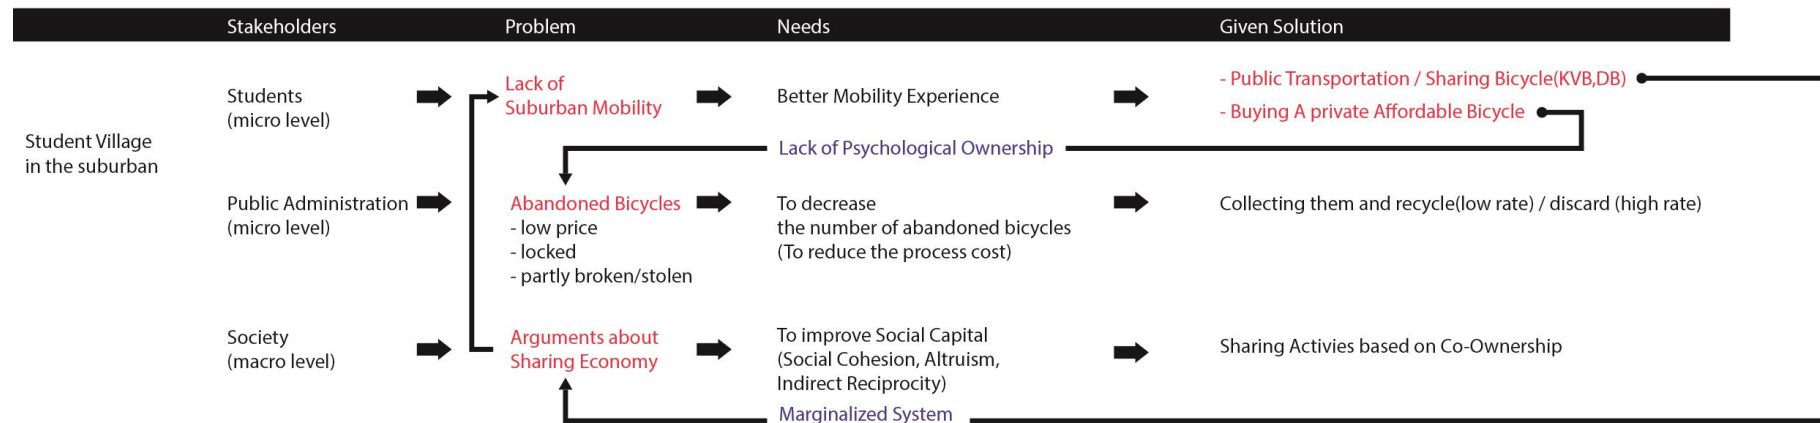 Stakeholders
Problem
Needs
Given Solution
Student Village
in the suburban
Students
(micro level)
Lack of
Suburban Mobility
Better Mobility Experience
- Public Transportation / Sharing Bicycle(KVB,DB)
- Buying A private Affordable Bicycle
Lack of Psychological Ownership
Public Administration
(micro level)
Abandoned Bicycles
- low price
- locked
- partly broken/stolen
To decrease
the number of abandoned bicycles
(To reduce the process cost)
Collecting them and recycle(low rate) / discard (high rate)
Society
(macro level)
Arguments about
Sharing Economy
To improve Social Capital
(Social Cohesion, Altruism,
Indirect Reciprocity)
Sharing Activies based on Co-Ownership
Marginalized System